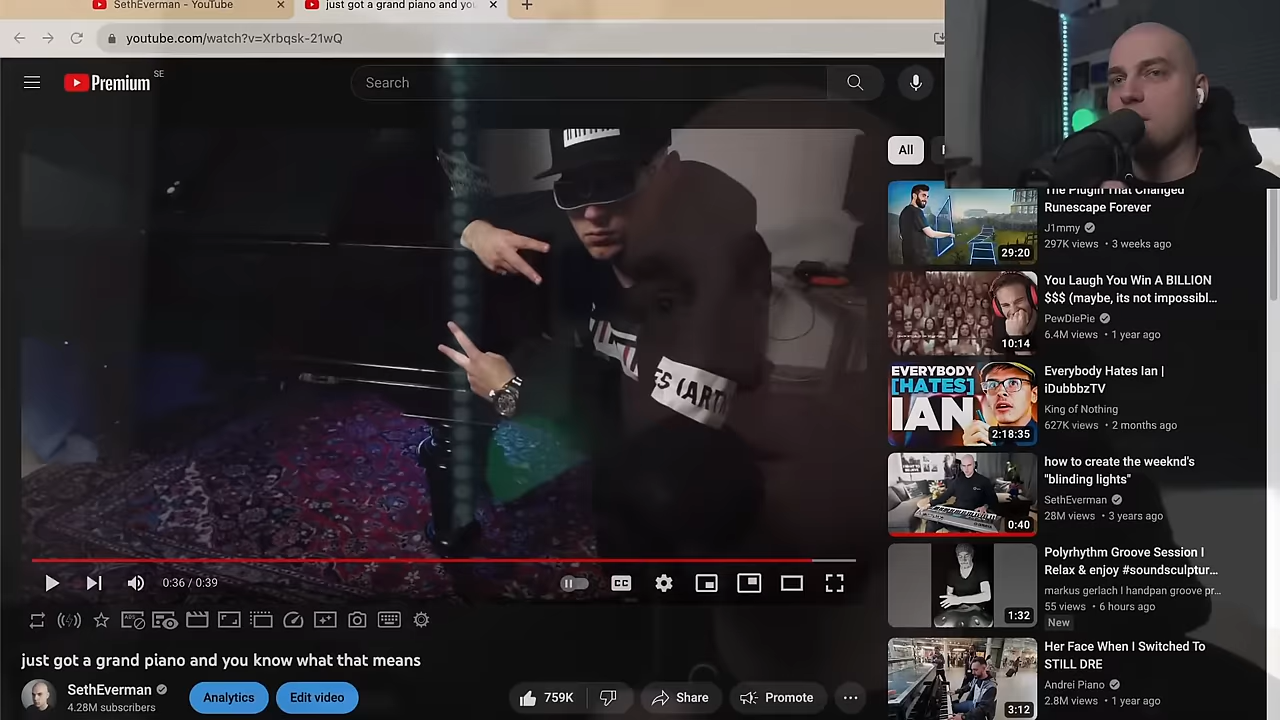 SethEverman - YouTube
just got a grand piano and you
youtube.com/watch?v=Xrbqsk-21wQ
Premium SE
Search
All
The Plugin That Changed
Runescape Forever
J1mmy
297K views • 3 weeks ago
29:20
You Laugh You Win A BILLION
$$$ (maybe, its not impossibl...
PewDiePie
6.4M views • 1 year ago
10:14
EVERYBODY
[HATES]
IAN
2:18:35
Everybody Hates Ian |
iDubbbzTV
King of Nothing
627K views • 2 months ago
how to create the weeknd's
"blinding lights"
SethEverman
28M views • 3 years ago
0:40
Polyrhythm Groove Session I
Relax & enjoy #soundsculptur...
markus gerlach I handpan groove pr...
55 views • 6 hours ago
New
1:32
Her Face When I Switched To
STILL DRE
Andrei Piano
2.8M views • 1 year ago
3:12
ES (ART
0:36 / 0:39
CC
just got a grand piano and you know what that means
SethEverman
4.28M subscribers
Analytics
Edit video
759K
Share
Promote